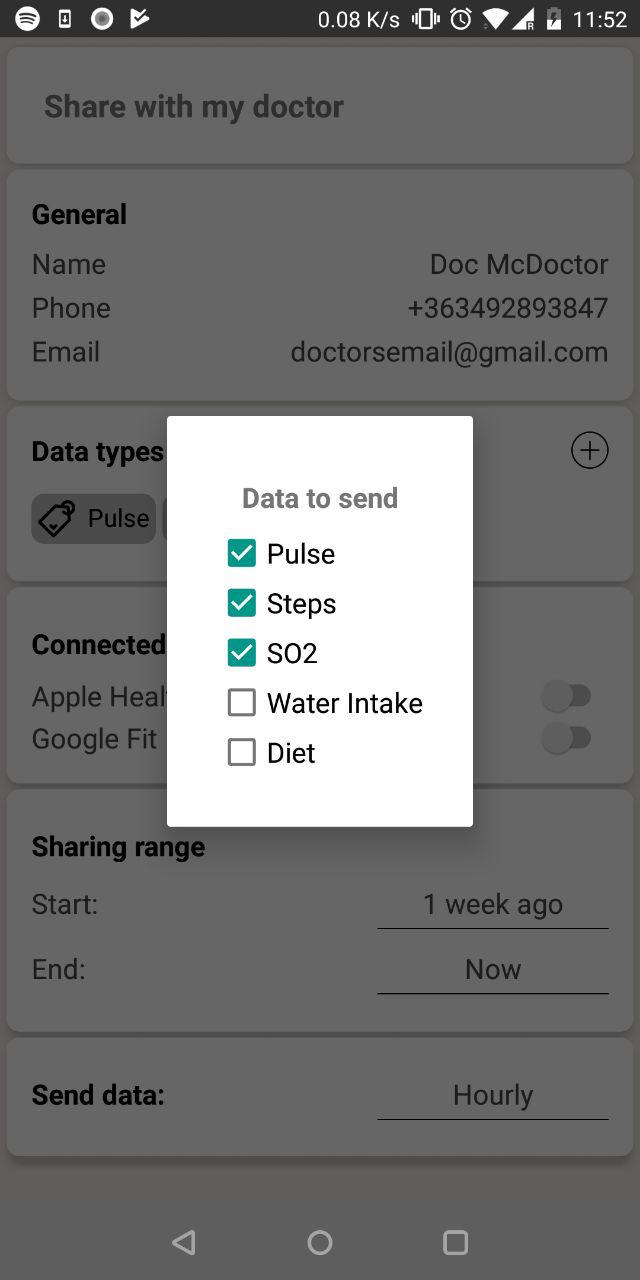 0.08 K/s R 11:52
Share with my doctor
General
Name Doc McDoctor
Phone +363492893847
Email doctorsemail@gmail.com
Data types
Pulse
Data to send
Pulse
Steps
SO2
Water Intake
Diet
Connected
Apple Heal
Google Fit
Sharing range
Start: 1 week ago
End: Now
Send data: Hourly